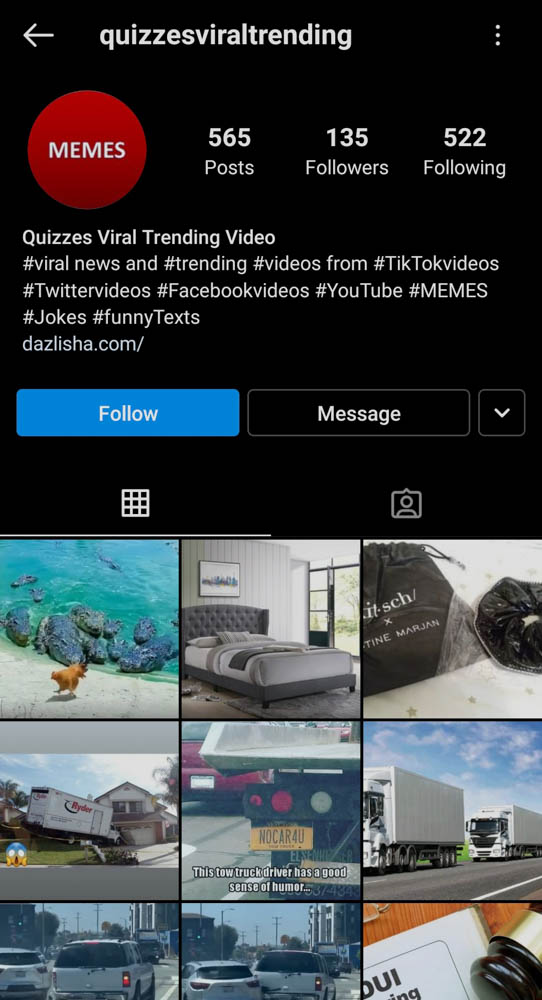 quizzesviraltrending
MEMES
565
Posts
135
Followers
522
Following
Quizzes Viral Trending Video
#viral news and #trending #videos from #TikTokvideos
#Twittervideos #Facebookvideos #YouTube #MEMES
#Jokes #funnyTexts
dazlisha.com/
Follow
Message
it·sch/
×
TINE MARJAN
Ryder
NOCAR4U
This tow truck driver has a good
sense of humor...
DUI